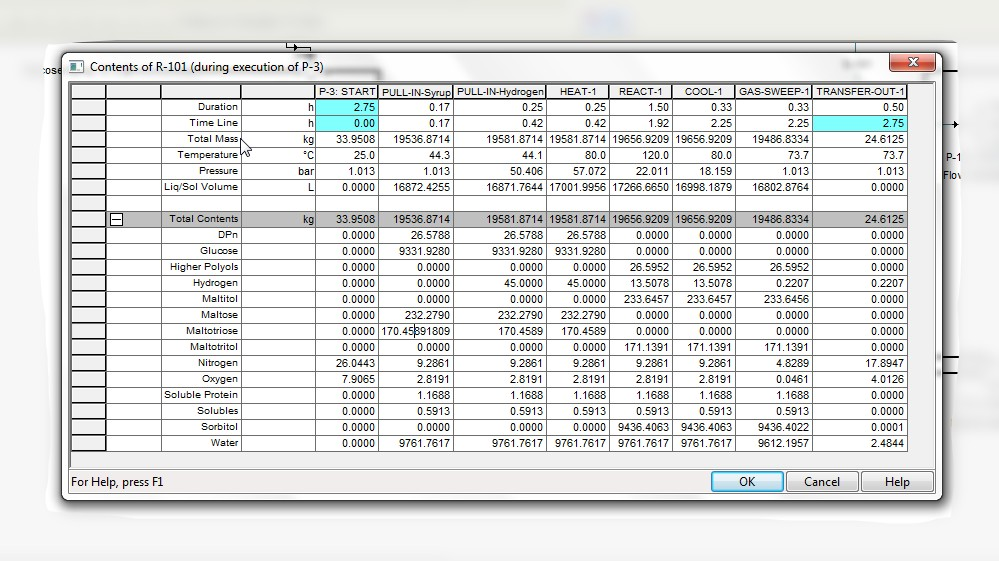 Contents of R-101 (during execution of P-3)
P-3: START PULL-IN-Syrup PULL-IN-Hydrogen HEAT-1 REACT-1 COOL-1 GAS-SWEEP-1 TRANSFER-OUT-1
Duration h 2.75 0.17 0.25 0.25 1.50 0.33 0.33 0.50
Time Line h 0.00 0.17 0.42 0.42 1.92 2.25 2.25 2.75
Total Mass kg 33.9508 19536.8714 19581.8714 19581.8714 19656.9209 19656.9209 19486.8334 24.6125
Temperature °C 25.0 44.3 44.1 80.0 120.0 80.0 73.7 73.7
Pressure bar 1.013 1.013 50.406 57.072 22.011 18.159 1.013 1.013
Liq/Sol Volume L 0.0000 16872.4255 16871.7644 17001.9956 17266.6650 16998.1879 16802.8764 0.0000
Total Contents kg 33.9508 19536.8714 19581.8714 19581.8714 19656.9209 19656.9209 19486.8334 24.6125
DPn 0.0000 26.5788 26.5788 26.5788 0.0000 0.0000 0.0000 0.0000
Glucose 0.0000 9331.9280 9331.9280 9331.9280 0.0000 0.0000 0.0000 0.0000
Higher Polyols 0.0000 0.0000 0.0000 0.0000 26.5952 26.5952 26.5952 0.0000
Hydrogen 0.0000 0.0000 45.0000 45.0000 13.5078 13.5078 0.2207 0.2207
Maltitol 0.0000 0.0000 0.0000 0.0000 233.6457 233.6457 233.6456 0.0000
Maltose 0.0000 232.2790 232.2790 232.2790 0.0000 0.0000 0.0000 0.0000
Maltotriose 0.0000 170.45891809 170.4589 170.4589 0.0000 0.0000 0.0000 0.0000
Maltotritol 0.0000 0.0000 0.0000 0.0000 171.1391 171.1391 171.1391 0.0000
Nitrogen 26.0443 9.2861 9.2861 9.2861 9.2861 9.2861 4.8289 17.8947
Oxygen 7.9065 2.8191 2.8191 2.8191 2.8191 2.8191 0.0461 4.0126
Soluble Protein 0.0000 1.1688 1.1688 1.1688 1.1688 1.1688 1.1688 0.0000
Solubles 0.0000 0.5913 0.5913 0.5913 0.5913 0.5913 0.5913 0.0000
Sorbitol 0.0000 0.0000 0.0000 0.0000 9436.4063 9436.4063 9436.4022 0.0001
Water 0.0000 9761.7617 9761.7617 9761.7617 9761.7617 9761.7617 9612.1957 2.4844
For Help, press F1
OK Cancel Help